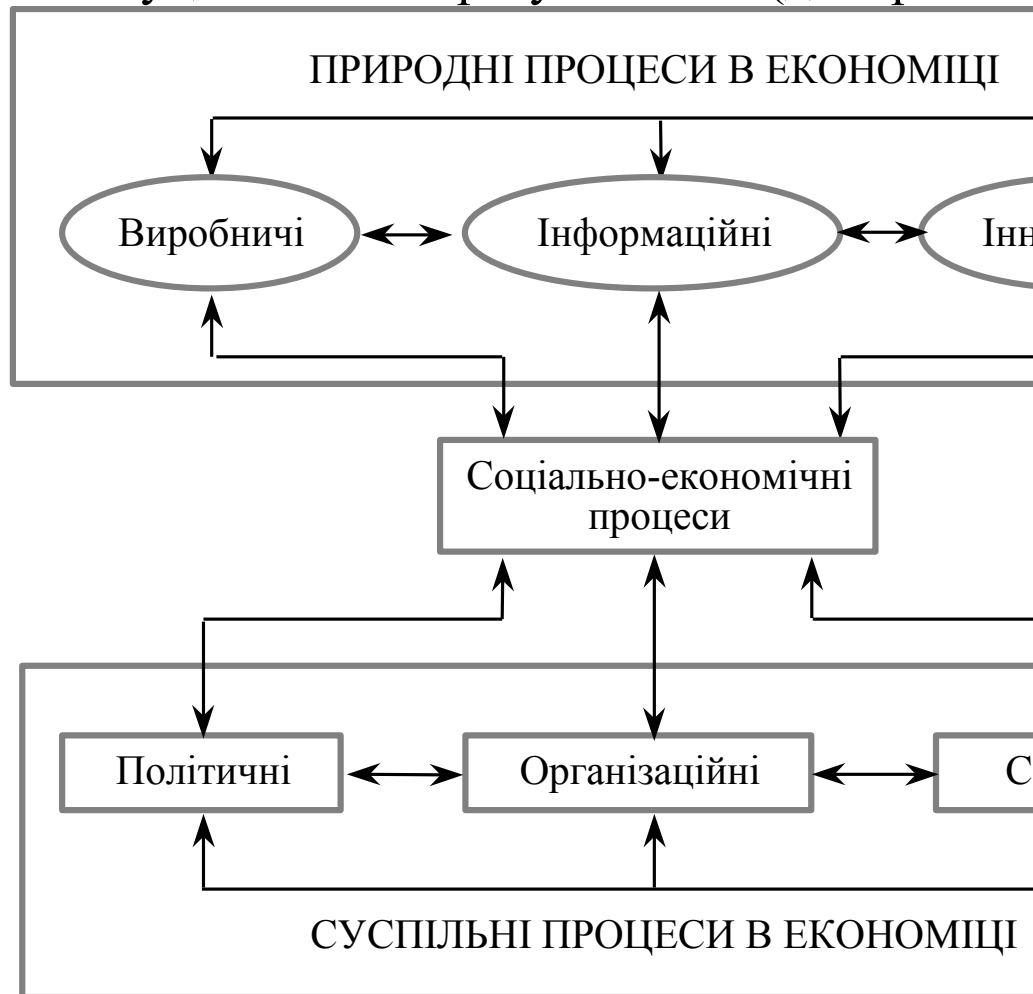 ПРИРОДНІ ПРОЦЕСИ В ЕКОНОМІЦІ
Виробничі
Інформаційні
Соціально-економічні
процеси
Політичні
Організаційні
СУСПІЛЬНІ ПРОЦЕСИ В ЕКОНОМІЦІ